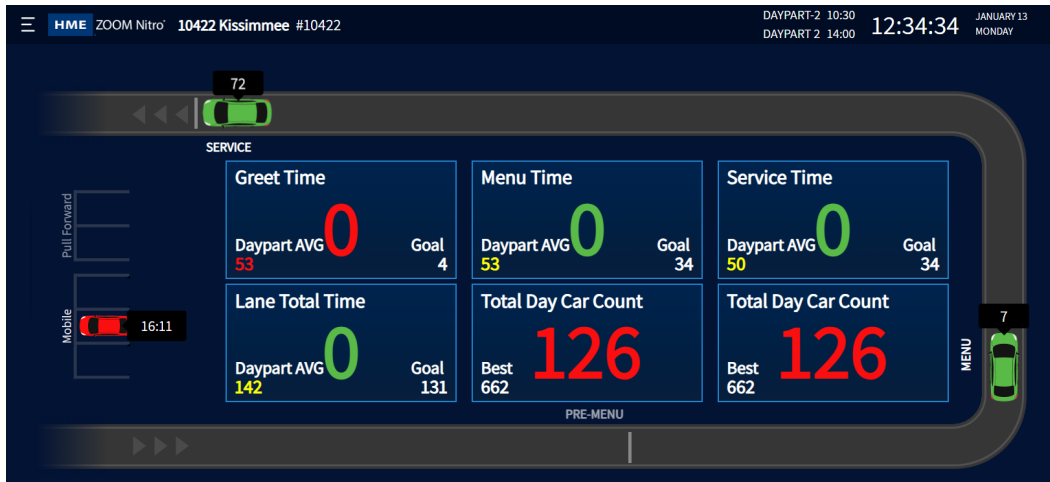 HME ZOOM Nitro® 10422 Kissimmee #10422
DAYPART-2 10:30
DAYPART 2 14:00
12:34:34
JANUARY 13
MONDAY
72
SERVICE
Greet Time
0
Daypart AVG
53
Goal
4
Menu Time
0
Daypart AVG
53
Goal
34
Service Time
0
Daypart AVG
50
Goal
34
Pull Forward
Mobile
16:11
Lane Total Time
0
Daypart AVG
142
Goal
131
Total Day Car Count
126
Best
662
Total Day Car Count
126
Best
662
7
MENU
PRE-MENU